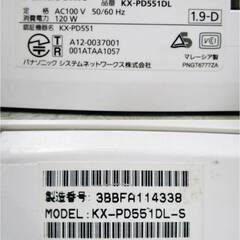 品番 KX-PD551DL
定格 AC100 V 50/60 Hz
消費電力 120 W
認証機器名 KX-PD551
1.9-D
T A12-0037001
R 001ATAA1057
VCI
パナソニック システムネットワークス株式会社
マレーシア製
PNGT6777ZA
製造番号: 3BBFA114338
MODEL: KX-PD551DL-S